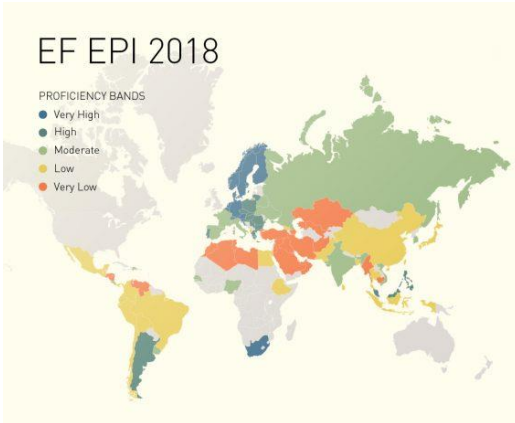 EF EPI 2018
PROFICIENCY BANDS
Very High
High
Moderate
Low
Very Low